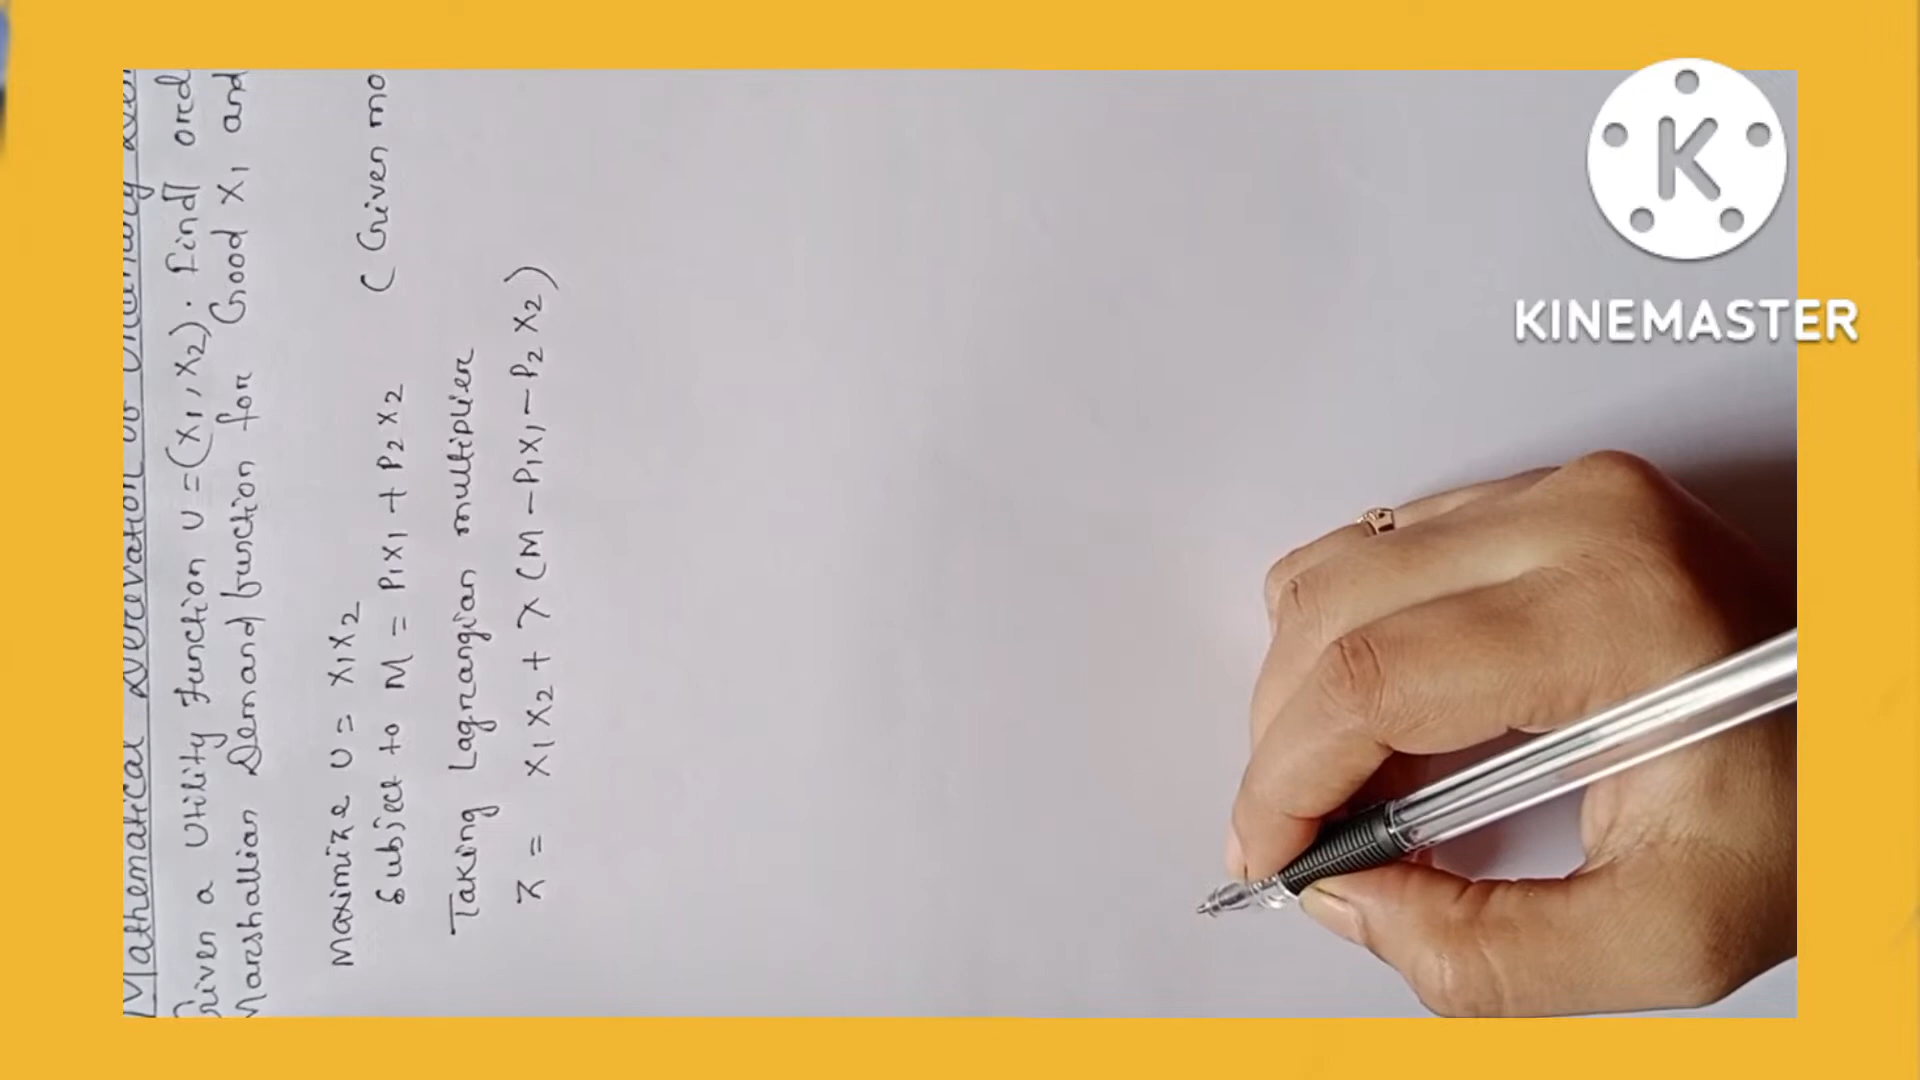 Mathematical Derivation of Ordinary
Given a Utility Function U = (X1, X2). Find ord
Marshallian Demand function for Good X1 and
Maximize U = X1X2
Subject to M = P1X1 + P2X2 (Given mo
Taking Lagrangian multiplier
λ = X1X2 + λ (M - P1X1 - P2X2)
K
KINEMASTER